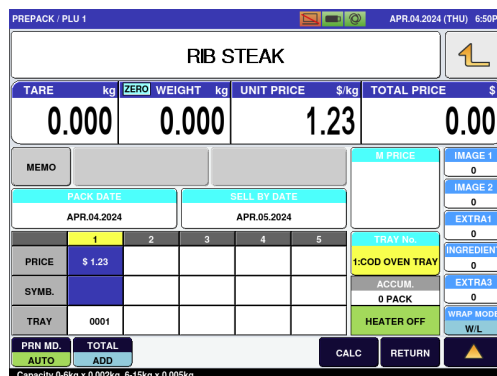 PREPACK / PLU 1 APR.04.2024 (THU) 6:50P
RIB STEAK
TARE kg ZERO WEIGHT kg UNIT PRICE $/kg TOTAL PRICE $
0.000 0.000 1.23 0.00
MEMO M PRICE IMAGE 1
0
IMAGE 2
0
PACK DATE SELL BY DATE
APR.04.2024 APR.05.2024
EXTRA1
0
1 2 3 4 5 TRAY No.
PRICE $ 1.23 1:COD OVEN TRAY
INGREDIENT
0
SYMB. ACCUM.
0 PACK
EXTRA3
0
TRAY 0001 HEATER OFF
WRAP MODE
W/L
PRN MD. TOTAL
AUTO ADD
CALC RETURN
Capacity 0-6kg x 0.002kg, 6-15kg x 0.005kg